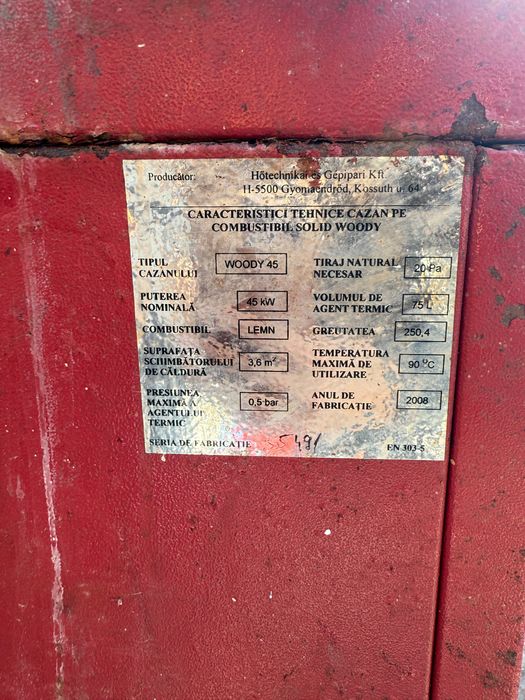 Producător: Hőtechnikai és Gépipari Kft.
H-5500 Gyomaendrőd, Kossuth u. 64
CARACTERISTICI TEHNICE CAZAN PE
COMBUSTIBIL SOLID WOODY
TIPUL
CAZANULUI
WOODY 45
TIRAJ NATURAL
NECESAR
20 Pa
PUTEREA
NOMINALĂ
45 kW
VOLUMUL DE
AGENT TERMIC
75 L
COMBUSTIBIL
LEMN
GREUTATEA
250,4
SUPRAFAȚA
SCHIMBĂTORULUI
DE CĂLDURĂ
3,6 m²
TEMPERATURA
MAXIMĂ DE
UTILIZARE
90 °C
PRESIUNEA
MAXIMĂ A
AGENTULUI
TERMIC
0,5 bar
ANUL DE
FABRICAȚIE
2008
SERIA DE FABRICAȚIE 5491
EN 303-5